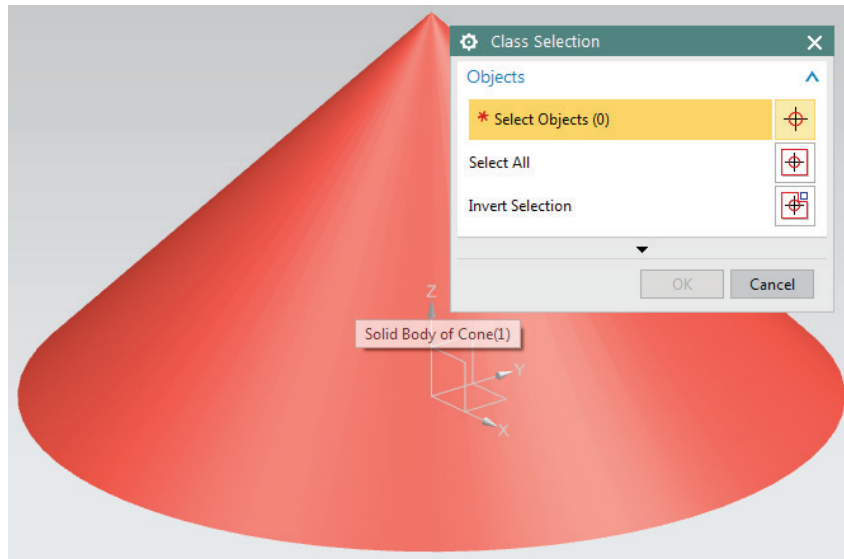 Class Selection
Objects
* Select Objects (0)
Select All
Invert Selection
OK
Cancel
Z
Solid Body of Cone(1)
Y
X